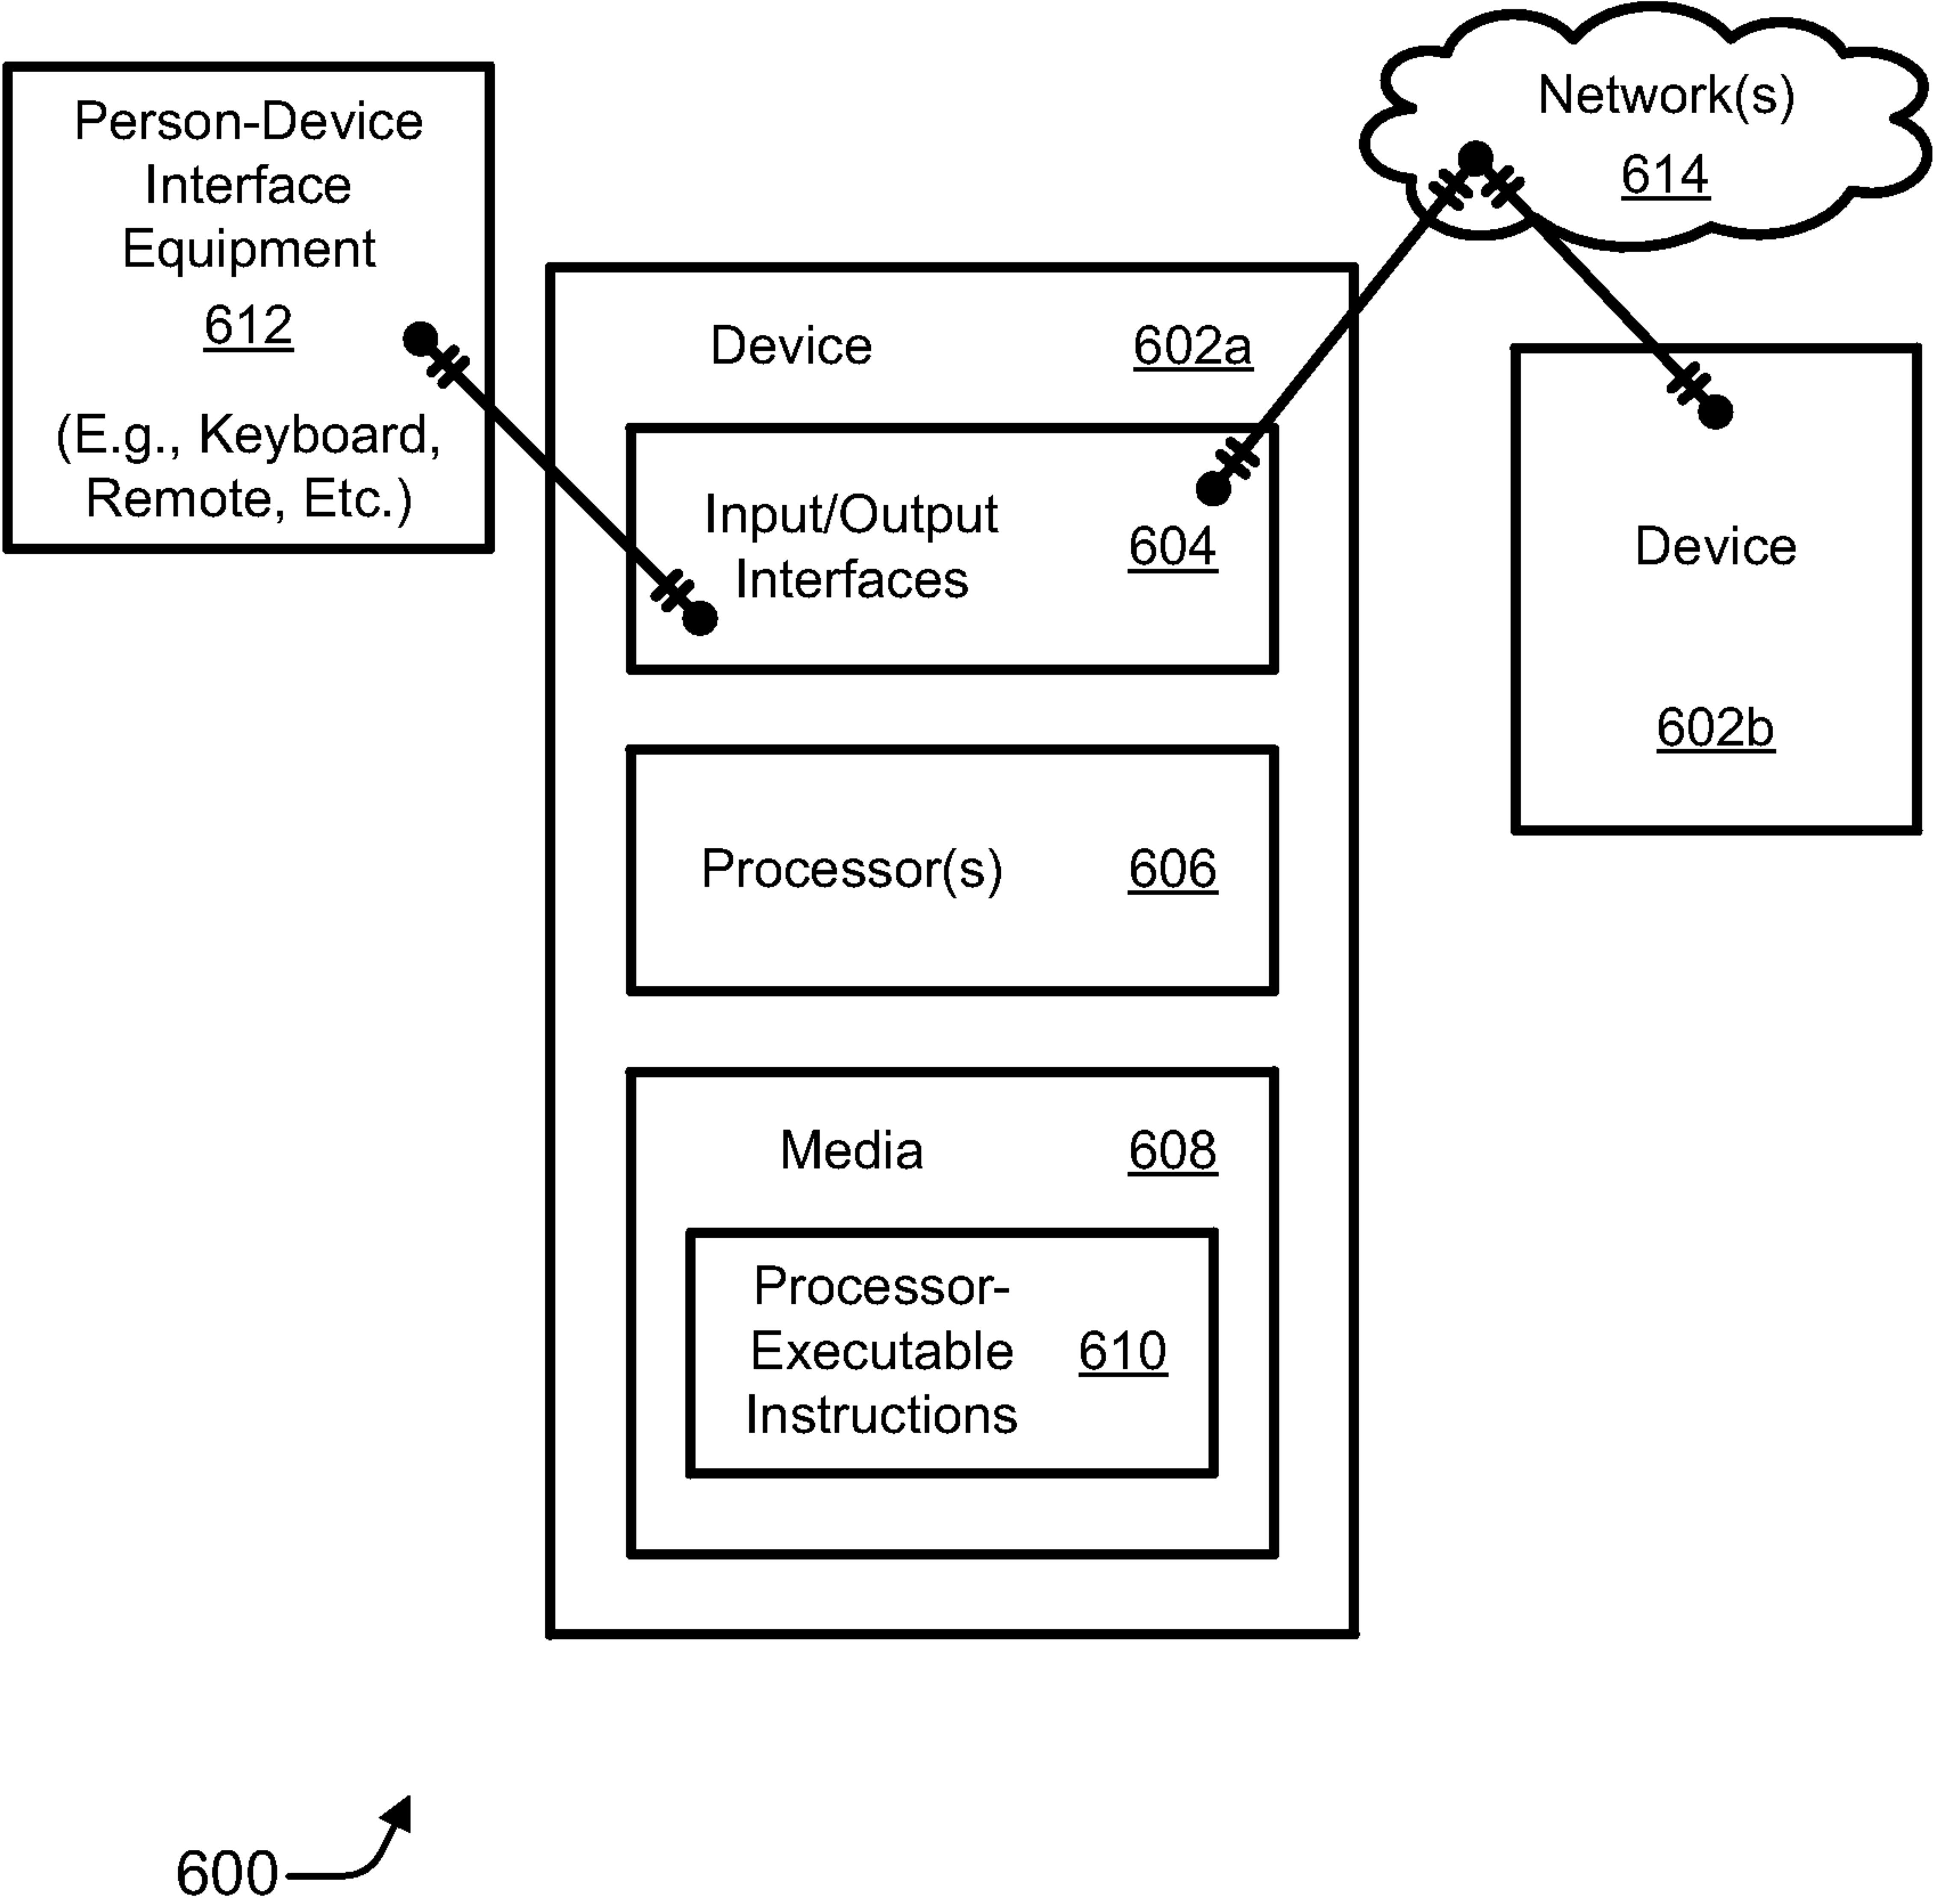 Person-Device
Interface
Equipment
612
(E.g., Keyboard,
Remote, Etc.)
Network(s)
614
Device 602a
Input/Output
Interfaces
604
Device
602b
Processor(s) 606
Media 608
Processor-
Executable
Instructions
610
600